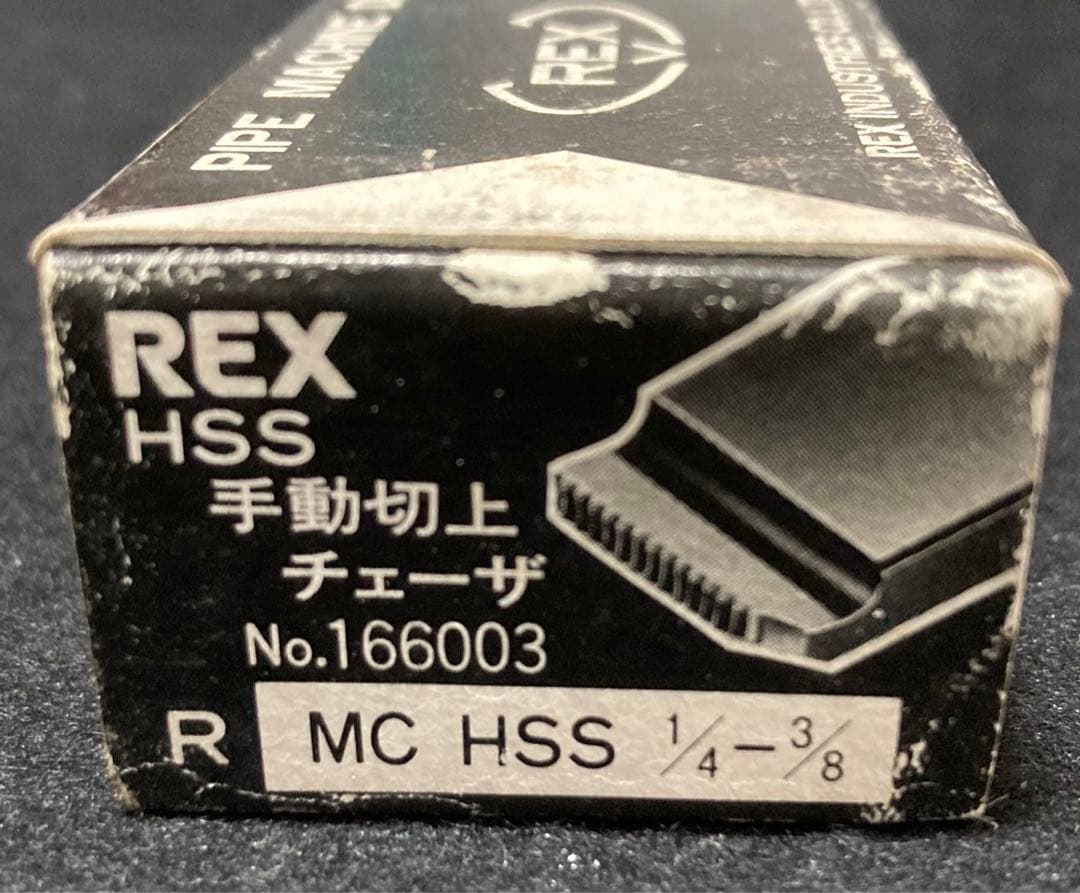 PIPE MACHINE
REX
REX INDUSTRIES
REX
HSS
手動切上
チェーザ
No.166003
R MC HSS 1/4-3/8